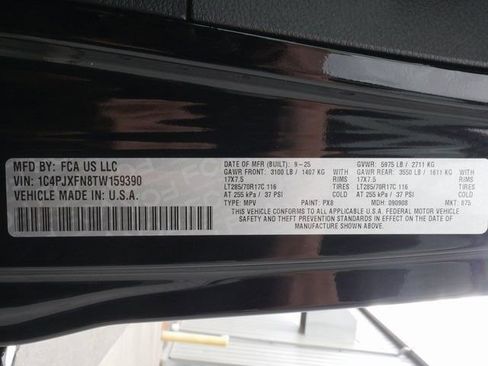 MFD BY: FCA US LLC
VIN: 1C4PJXFN8TW159390
VEHICLE MADE IN: U.S.A.
DATE OF MFR (BUILT): 9-25 GVWR: 5975 LB / 2711 KG
GAWR FRONT: 3100 LB / 1407 KG WITH GAWR REAR: 3550 LB / 1611 KG WITH
17X7.5 RIMS 17X7.5 RIMS
LT285/70R17C 116 TIRES LT285/70R17C 116 TIRES
AT 255 kPa / 37 PSI COLD AT 255 kPa / 37 PSI COLD
TYPE: MPV PAINT: PX8 MDH: 090908 MKT: 875
THIS VEHICLE CONFORMS TO ALL APPLICABLE U.S.A. FEDERAL MOTOR VEHICLE
SAFETY AND THEFT PREVENTION STANDARDS IN EFFECT ON THE DATE OF MANUFACTURE
SHOWN ABOVE.